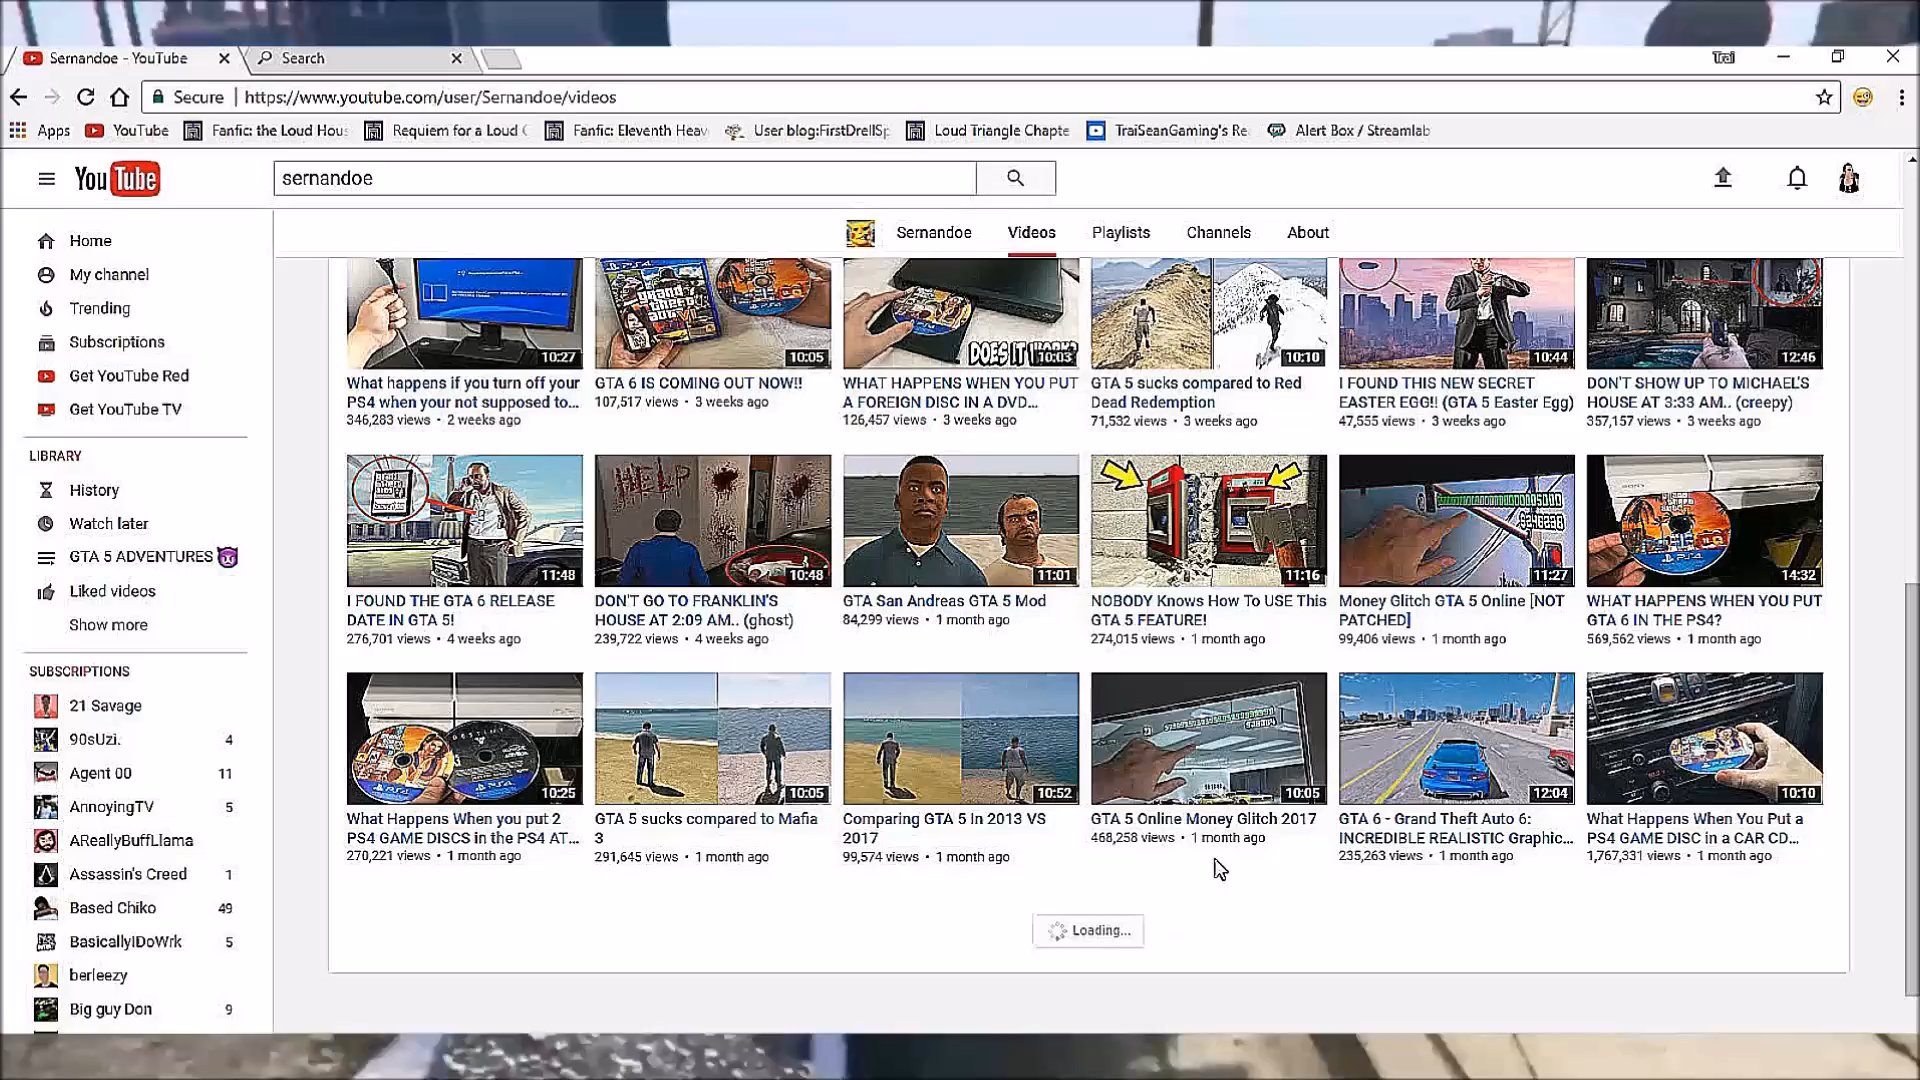 Sernandoe - YouTube
Search
Trai
Secure
https://www.youtube.com/user/Sernandoe/videos
Apps
YouTube
Fanfic: the Loud Hou
Requiem for a Loud
Fanfic: Eleventh Heav
User blog:FirstDrellSp
Loud Triangle Chapte
TraiSeanGaming's Re
Alert Box / Streamlab
YouTube
sernandoe
Sernandoe
Videos
Playlists
Channels
About
Home
My channel
Trending
Subscriptions
Get YouTube Red
Get YouTube TV
LIBRARY
History
Watch later
GTA 5 ADVENTURES
Liked videos
Show more
SUBSCRIPTIONS
21 Savage
90sUzi. 4
Agent 00 11
AnnoyingTV 5
AReallyBuffLlama
Assassin's Creed 1
Based Chiko 49
BasicallyIDoWrk 5
berleezy
Big guy Don 9
10:27
What happens if you turn off your
PS4 when your not supposed to...
346,283 views • 2 weeks ago
10:05
GTA 6 IS COMING OUT NOW!!
107,517 views • 3 weeks ago
DOES IT WORK?
10:03
WHAT HAPPENS WHEN YOU PUT
A FOREIGN DISC IN A DVD...
126,457 views • 3 weeks ago
10:10
GTA 5 sucks compared to Red
Dead Redemption
71,532 views • 3 weeks ago
10:44
I FOUND THIS NEW SECRET
EASTER EGG!! (GTA 5 Easter Egg)
47,555 views • 3 weeks ago
12:46
DON'T SHOW UP TO MICHAEL'S
HOUSE AT 3:33 AM.. (creepy)
357,157 views • 3 weeks ago
11:48
I FOUND THE GTA 6 RELEASE
DATE IN GTA 5!
276,701 views • 4 weeks ago
HELP
10:48
DON'T GO TO FRANKLIN'S
HOUSE AT 2:09 AM.. (ghost)
239,722 views • 4 weeks ago
11:01
GTA San Andreas GTA 5 Mod
84,299 views • 1 month ago
11:16
NOBODY Knows How To USE This
GTA 5 FEATURE!
274,015 views • 1 month ago
11:27
Money Glitch GTA 5 Online [NOT
PATCHED]
99,406 views • 1 month ago
14:32
WHAT HAPPENS WHEN YOU PUT
GTA 6 IN THE PS4?
569,562 views • 1 month ago
10:25
What Happens When you put 2
PS4 GAME DISCS in the PS4 AT...
270,221 views • 1 month ago
10:05
GTA 5 sucks compared to Mafia
3
291,645 views • 1 month ago
10:52
Comparing GTA 5 In 2013 VS
2017
99,574 views • 1 month ago
10:05
GTA 5 Online Money Glitch 2017
468,258 views • 1 month ago
12:04
GTA 6 - Grand Theft Auto 6:
INCREDIBLE REALISTIC Graphic...
235,263 views • 1 month ago
10:10
What Happens When You Put a
PS4 GAME DISC in a CAR CD...
1,767,331 views • 1 month ago
Loading...